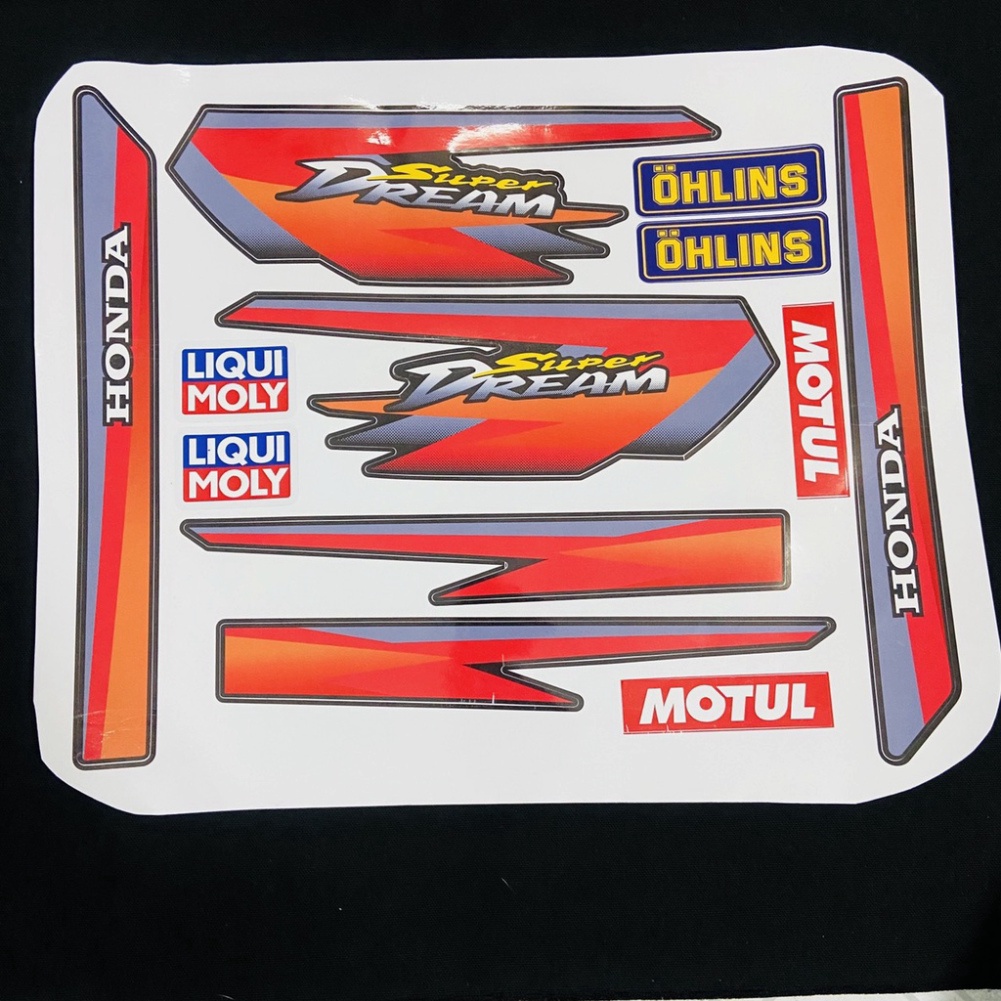 Super
DREAM
ÖHLINS
ÖHLINS
HONDA
Super
DREAM
LIQUI
MOLY
MOTUL
LIQUI
MOLY
HONDA
MOTUL